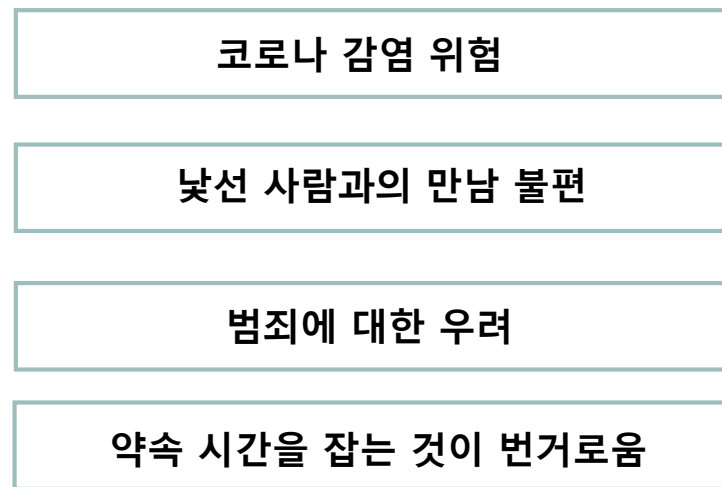 코로나 감염 위험
낯선 사람과의 만남 불편
범죄에 대한 우려
약속 시간을 잡는 것이 번거로움